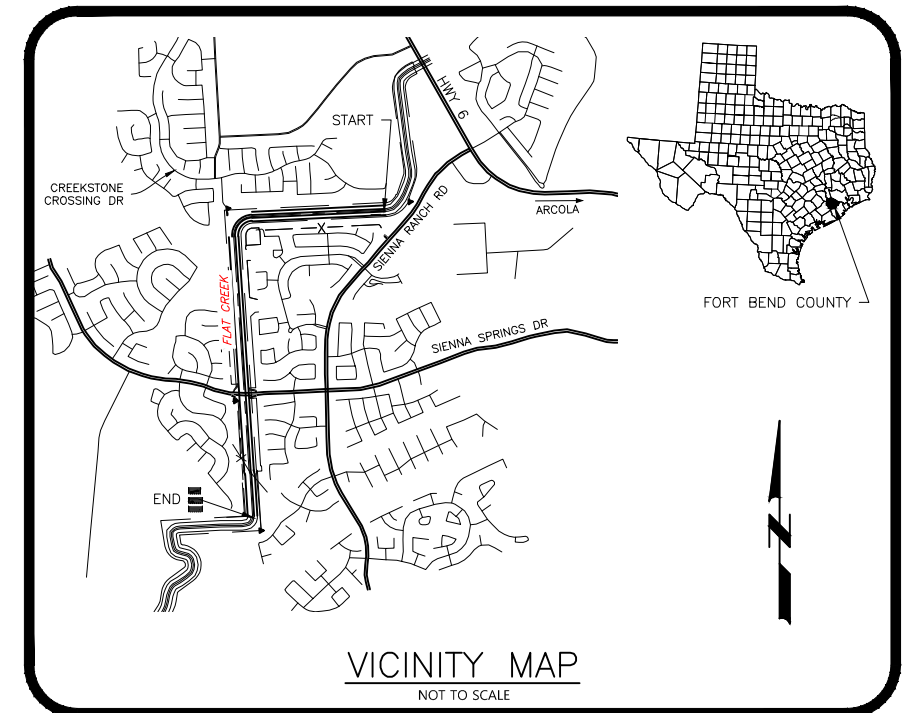 HWY 6
START
CREEKSTONE
CROSSING DR
ARCOLA
SIENNA RANCH RD
FLAT CREEK
FORT BEND COUNTY
SIENNA SPRINGS DR
X
END
N
VICINITY MAP
NOT TO SCALE